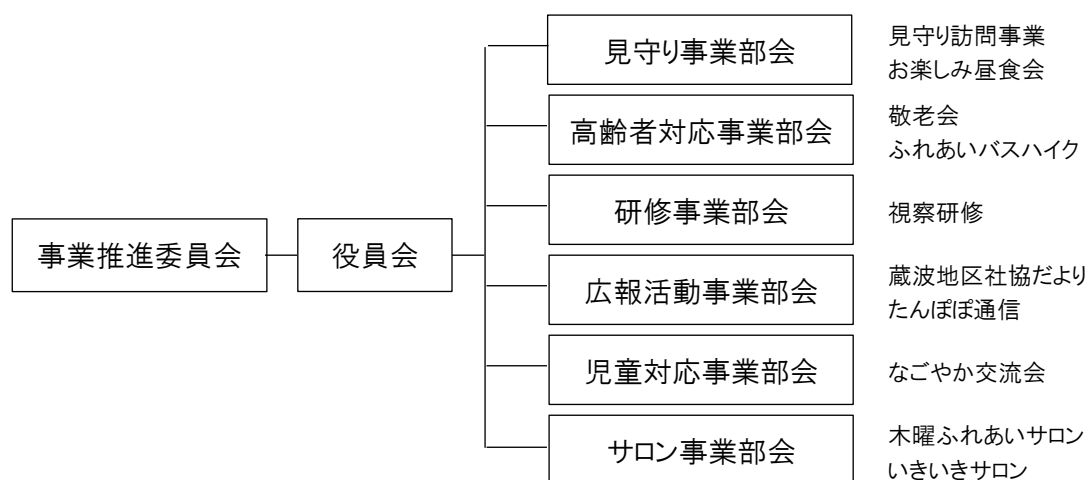 事業推進委員会
役員会
見守り事業部会
見守り訪問事業
お楽しみ昼食会
高齢者対応事業部会
敬老会
ふれあいバスハイク
研修事業部会
視察研修
広報活動事業部会
蔵波地区社協だより
たんぽぽ通信
児童対応事業部会
なごやか交流会
サロン事業部会
木曜ふれあいサロン
いきいきサロン